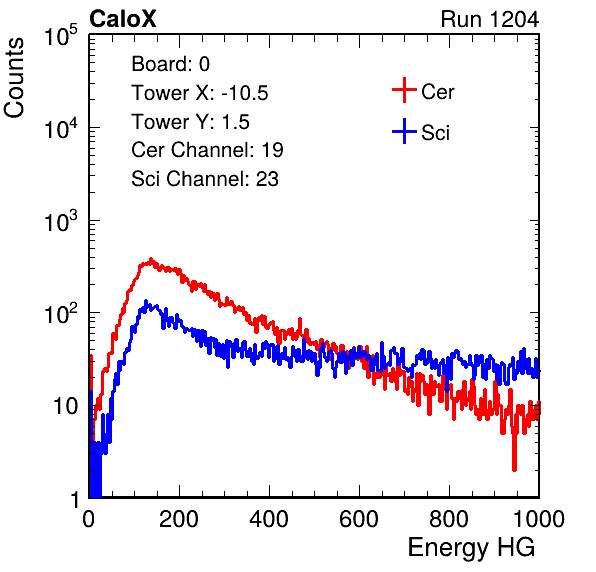 CaloX Run 1204
Counts
Board: 0
Tower X: -10.5
Tower Y: 1.5
Cer Channel: 19
Sci Channel: 23
Cer
Sci
10^5
10^4
10^3
10^2
10
1
0 200 400 600 800 1000
Energy HG